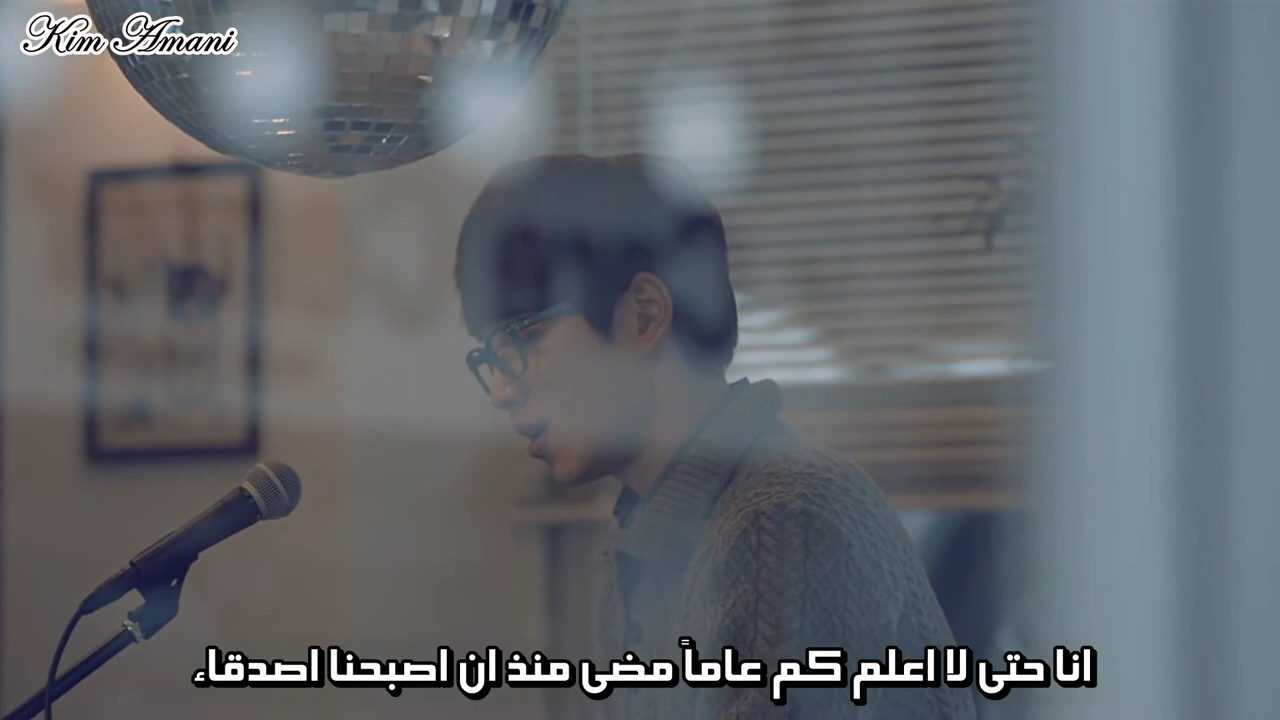 Kim Amani
انا حتى لا اعلم كم عاماً مضى منذ ان اصبحنا اصدقاء